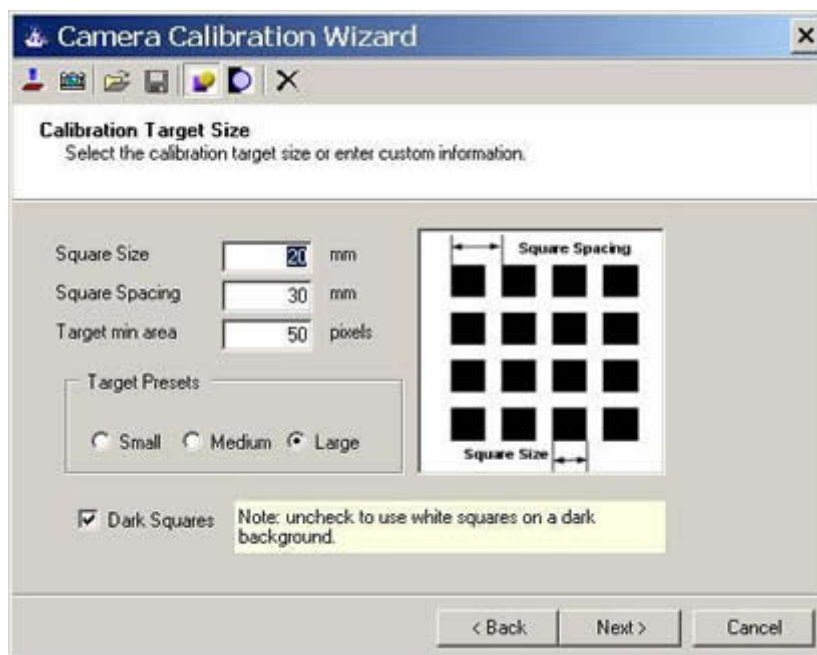 Camera Calibration Wizard
Calibration Target Size
Select the calibration target size or enter custom information.
Square Size 20 mm
Square Spacing 30 mm
Target min area 50 pixels
Square Spacing
Square Size
Target Presets
Small Medium Large
Dark Squares
Note: uncheck to use white squares on a dark
background.
< Back Next > Cancel